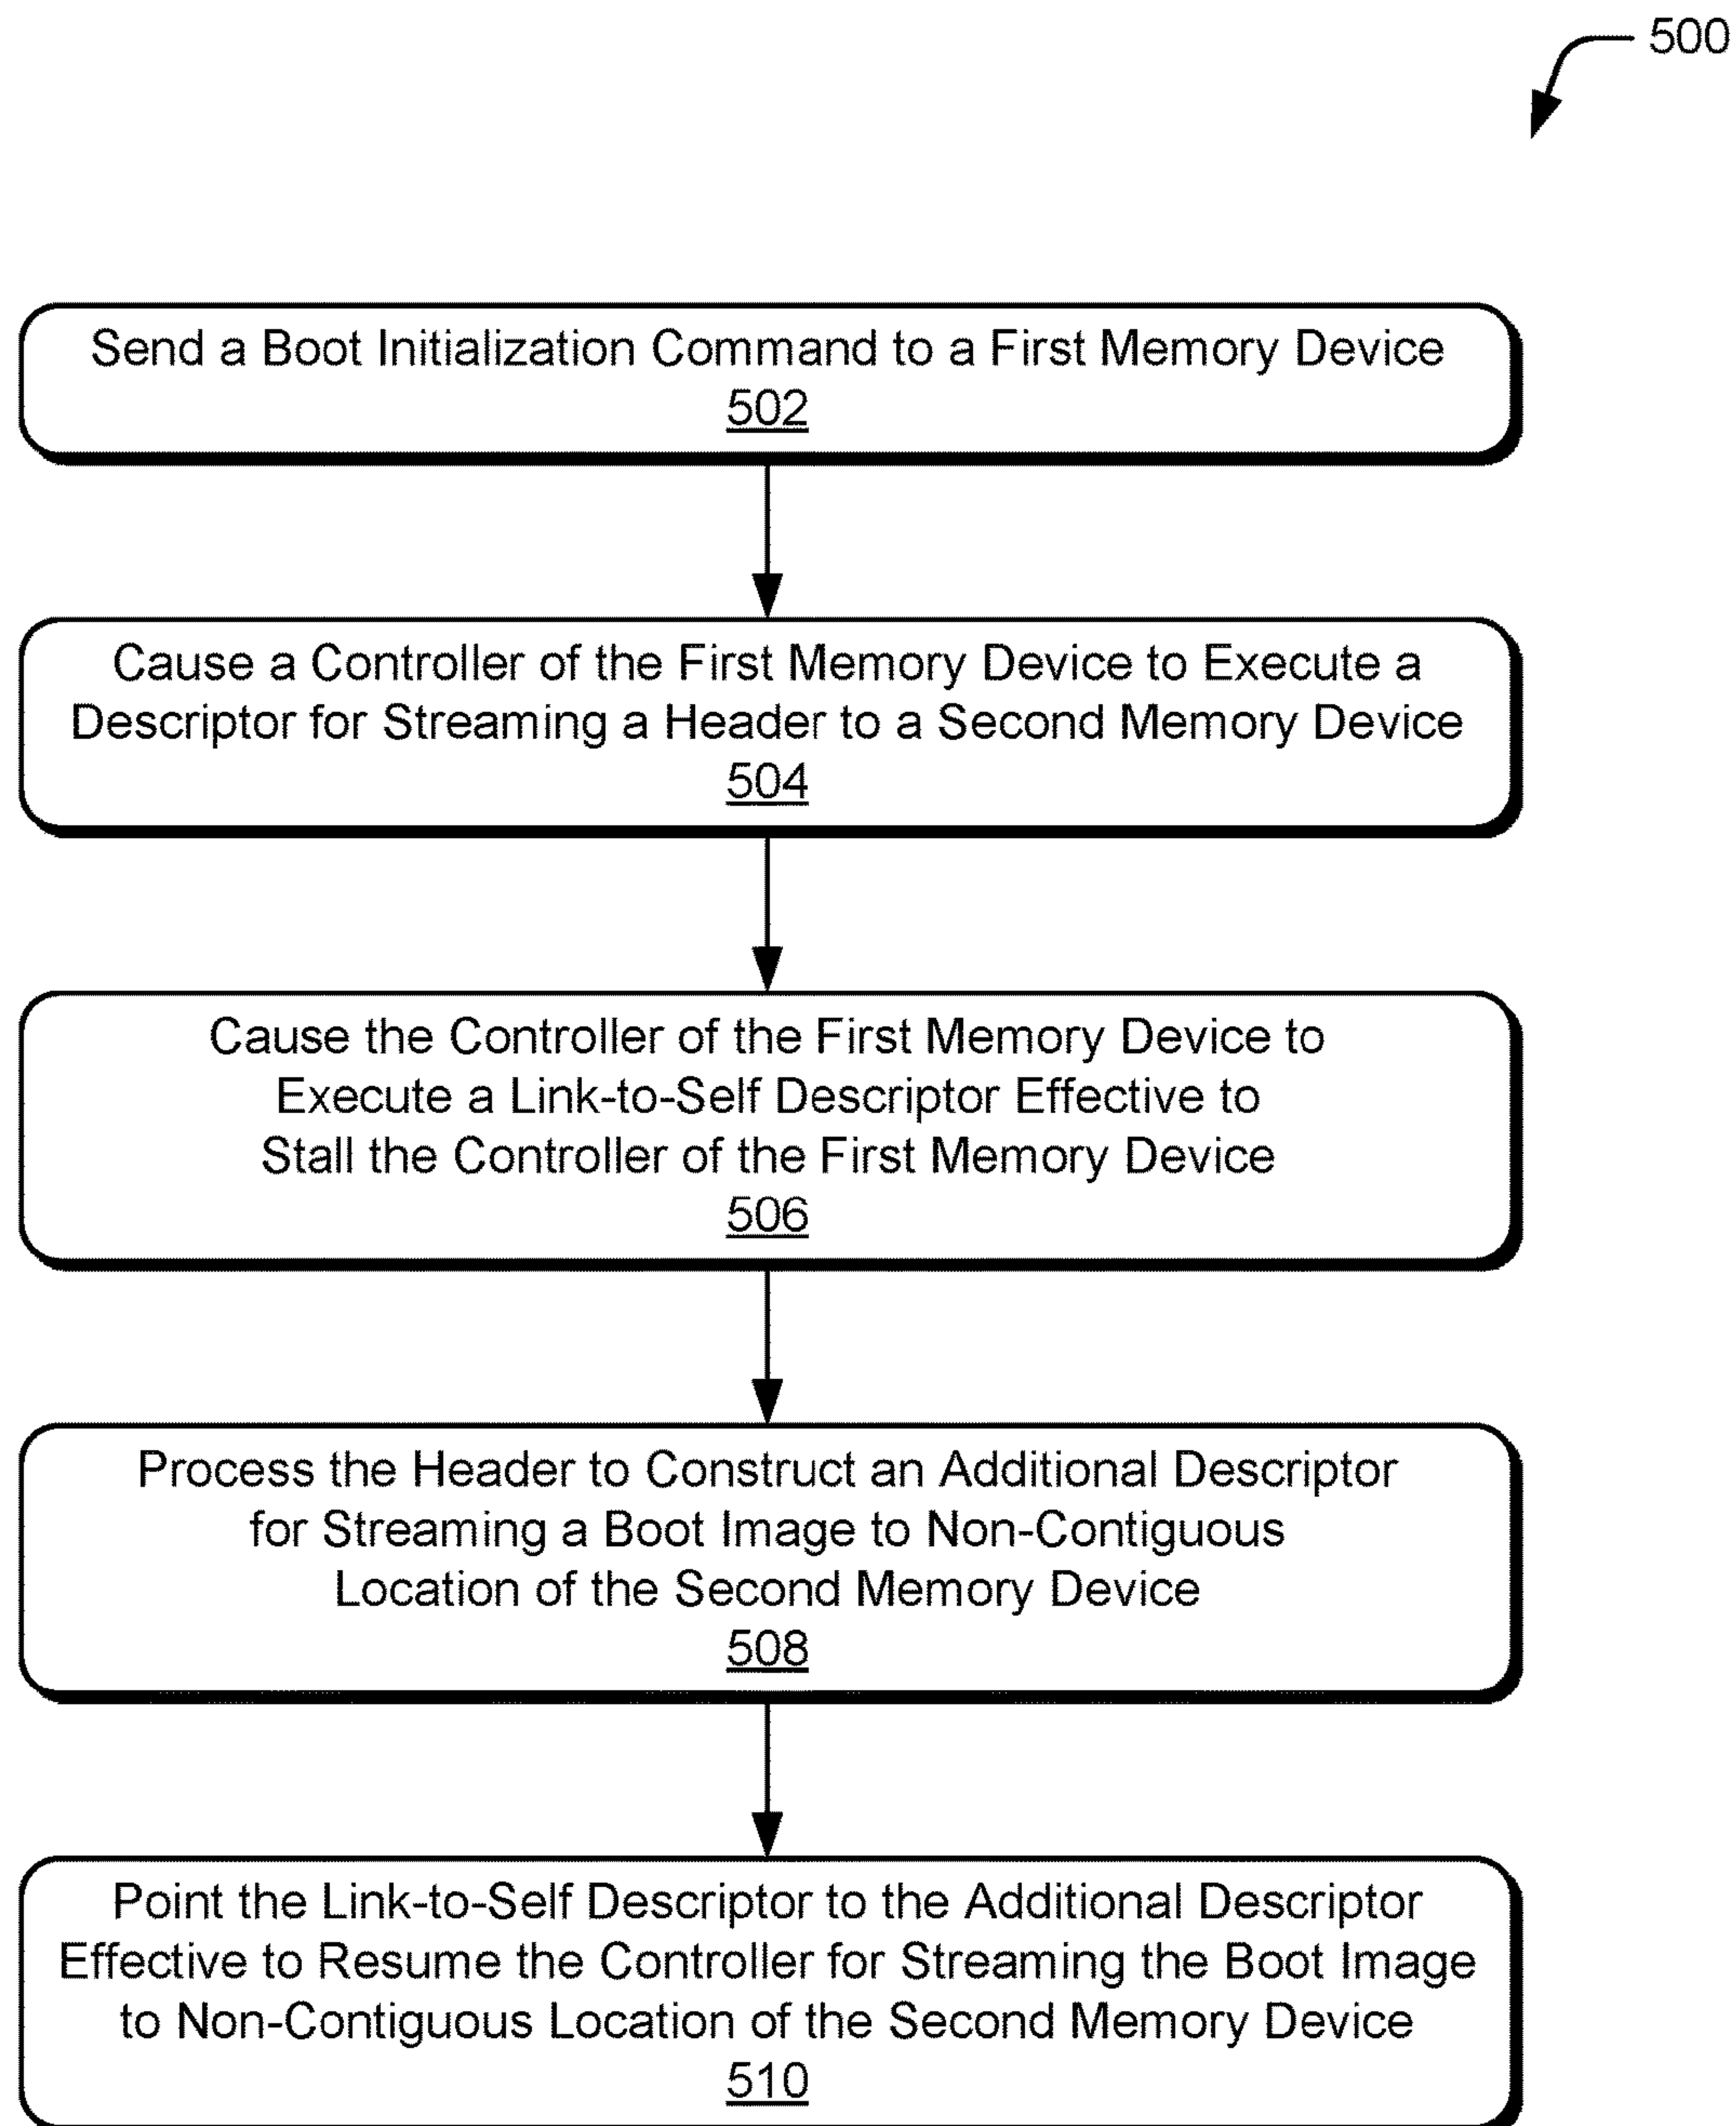 500
Send a Boot Initialization Command to a First Memory Device
502
Cause a Controller of the First Memory Device to Execute a
Descriptor for Streaming a Header to a Second Memory Device
504
Cause the Controller of the First Memory Device to
Execute a Link-to-Self Descriptor Effective to
Stall the Controller of the First Memory Device
506
Process the Header to Construct an Additional Descriptor
for Streaming a Boot Image to Non-Contiguous
Location of the Second Memory Device
508
Point the Link-to-Self Descriptor to the Additional Descriptor
Effective to Resume the Controller for Streaming the Boot Image
to Non-Contiguous Location of the Second Memory Device
510